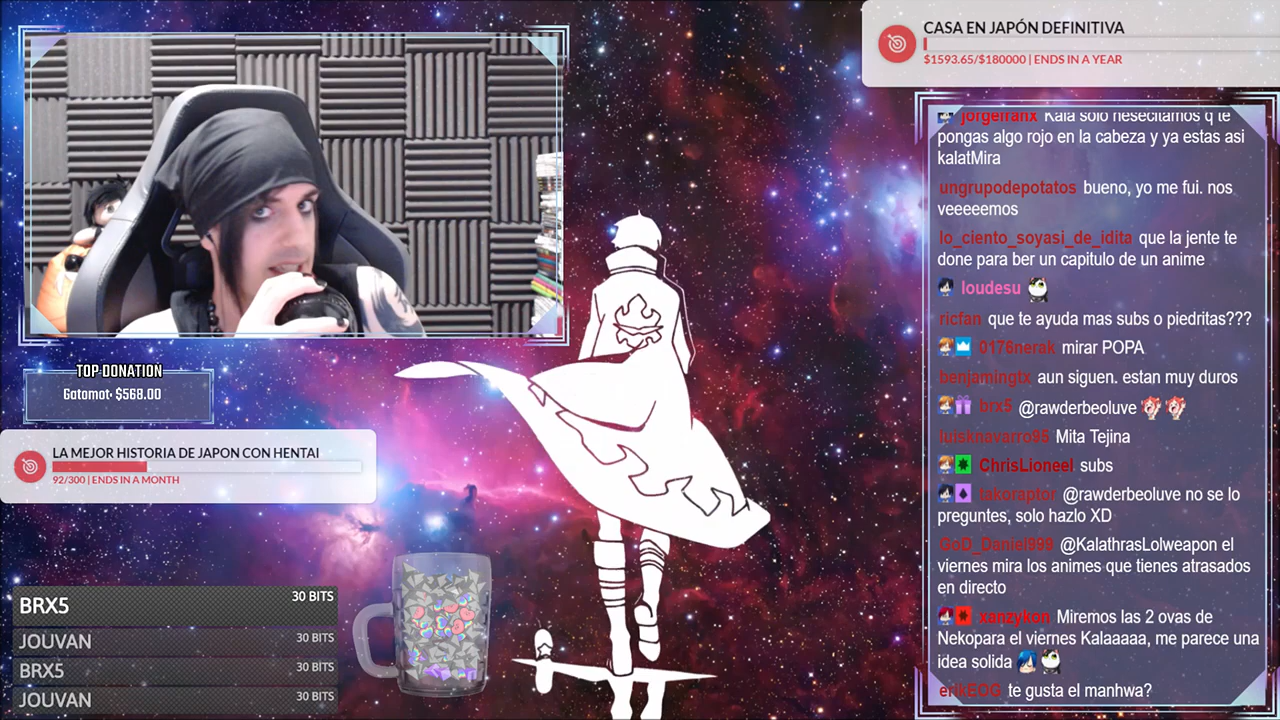 CASA EN JAPÓN DEFINITIVA
$1593.65/$180000 | ENDS IN A YEAR
jorgefranx Kala solo nesecitamos q te
pongas algo rojo en la cabeza y ya estas asi
kalatMira
ungrupodepotatos bueno, yo me fui. nos
veeeeemos
lo_ciento_soyasi_de_idita que la jente te
done para ber un capitulo de un anime
loudesu
ricfan que te ayuda mas subs o piedritas???
0176nerak mirar POPA
benjamingtx aun siguen. estan muy duros
brx5 @rawderbeoluve
luisknavarro95 Mita Tejina
ChrisLioneel subs
takoraptor @rawderbeoluve no se lo
preguntes, solo hazlo XD
GoD_Daniel999 @KalathrasLolweapon el
viernes mira los animes que tienes atrasados
en directo
xanzykon Miremos las 2 ovas de
Nekopara el viernes Kalaaaaa, me parece una
idea solida
erikEOG te gusta el manhwa?
TOP DONATION
Gatomat: $568.00
LA MEJOR HISTORIA DE JAPON CON HENTAI
92/300 | ENDS IN A MONTH
BRX5 30 BITS
JOUVAN 30 BITS
BRX5 30 BITS
JOUVAN 30 BITS